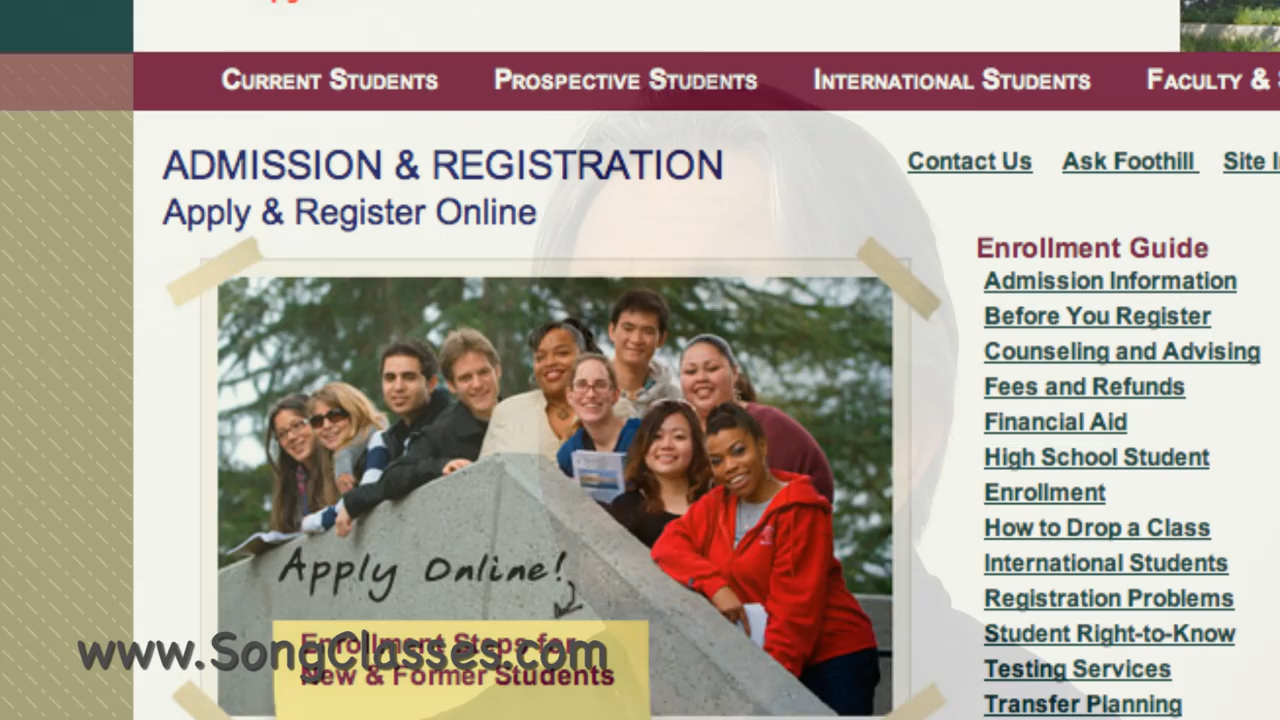 CURRENT STUDENTS PROSPECTIVE STUDENTS INTERNATIONAL STUDENTS FACULTY &
ADMISSION & REGISTRATION
Apply & Register Online
Contact Us Ask Foothill Site
Enrollment Guide
Admission Information
Before You Register
Counseling and Advising
Fees and Refunds
Financial Aid
High School Student
Enrollment
How to Drop a Class
International Students
Registration Problems
Student Right-to-Know
Testing Services
Transfer Planning
Apply Online!
Enrollment Steps for
New & Former Students
www.SongClasses.com